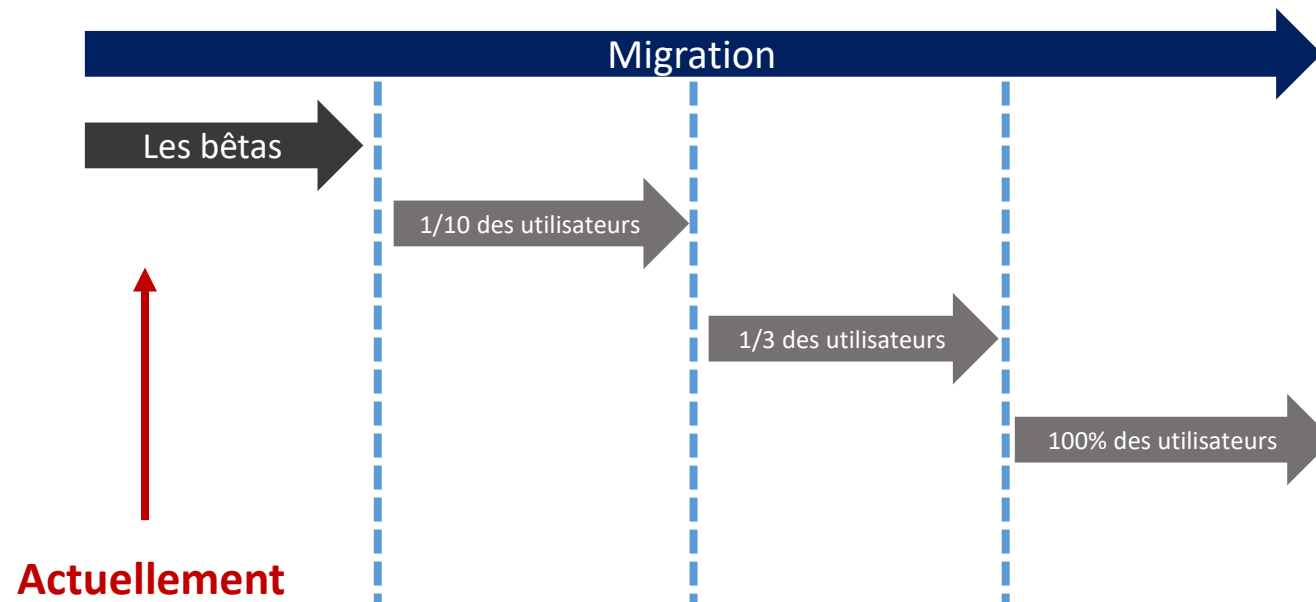 Migration
Les bêtas
1/10 des utilisateurs
1/3 des utilisateurs
100% des utilisateurs
Actuellement